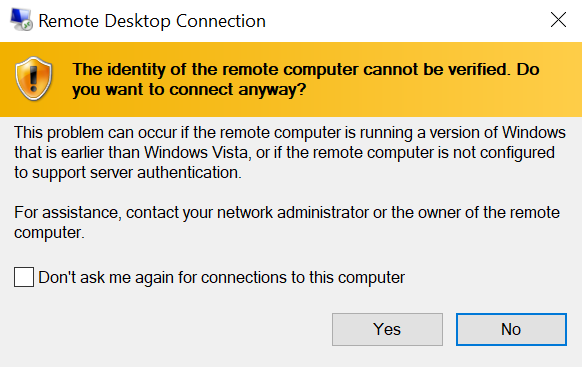 Remote Desktop Connection
The identity of the remote computer cannot be verified. Do
you want to connect anyway?
This problem can occur if the remote computer is running a version of Windows
that is earlier than Windows Vista, or if the remote computer is not configured
to support server authentication.
For assistance, contact your network administrator or the owner of the remote
computer.
Don't ask me again for connections to this computer
Yes
No